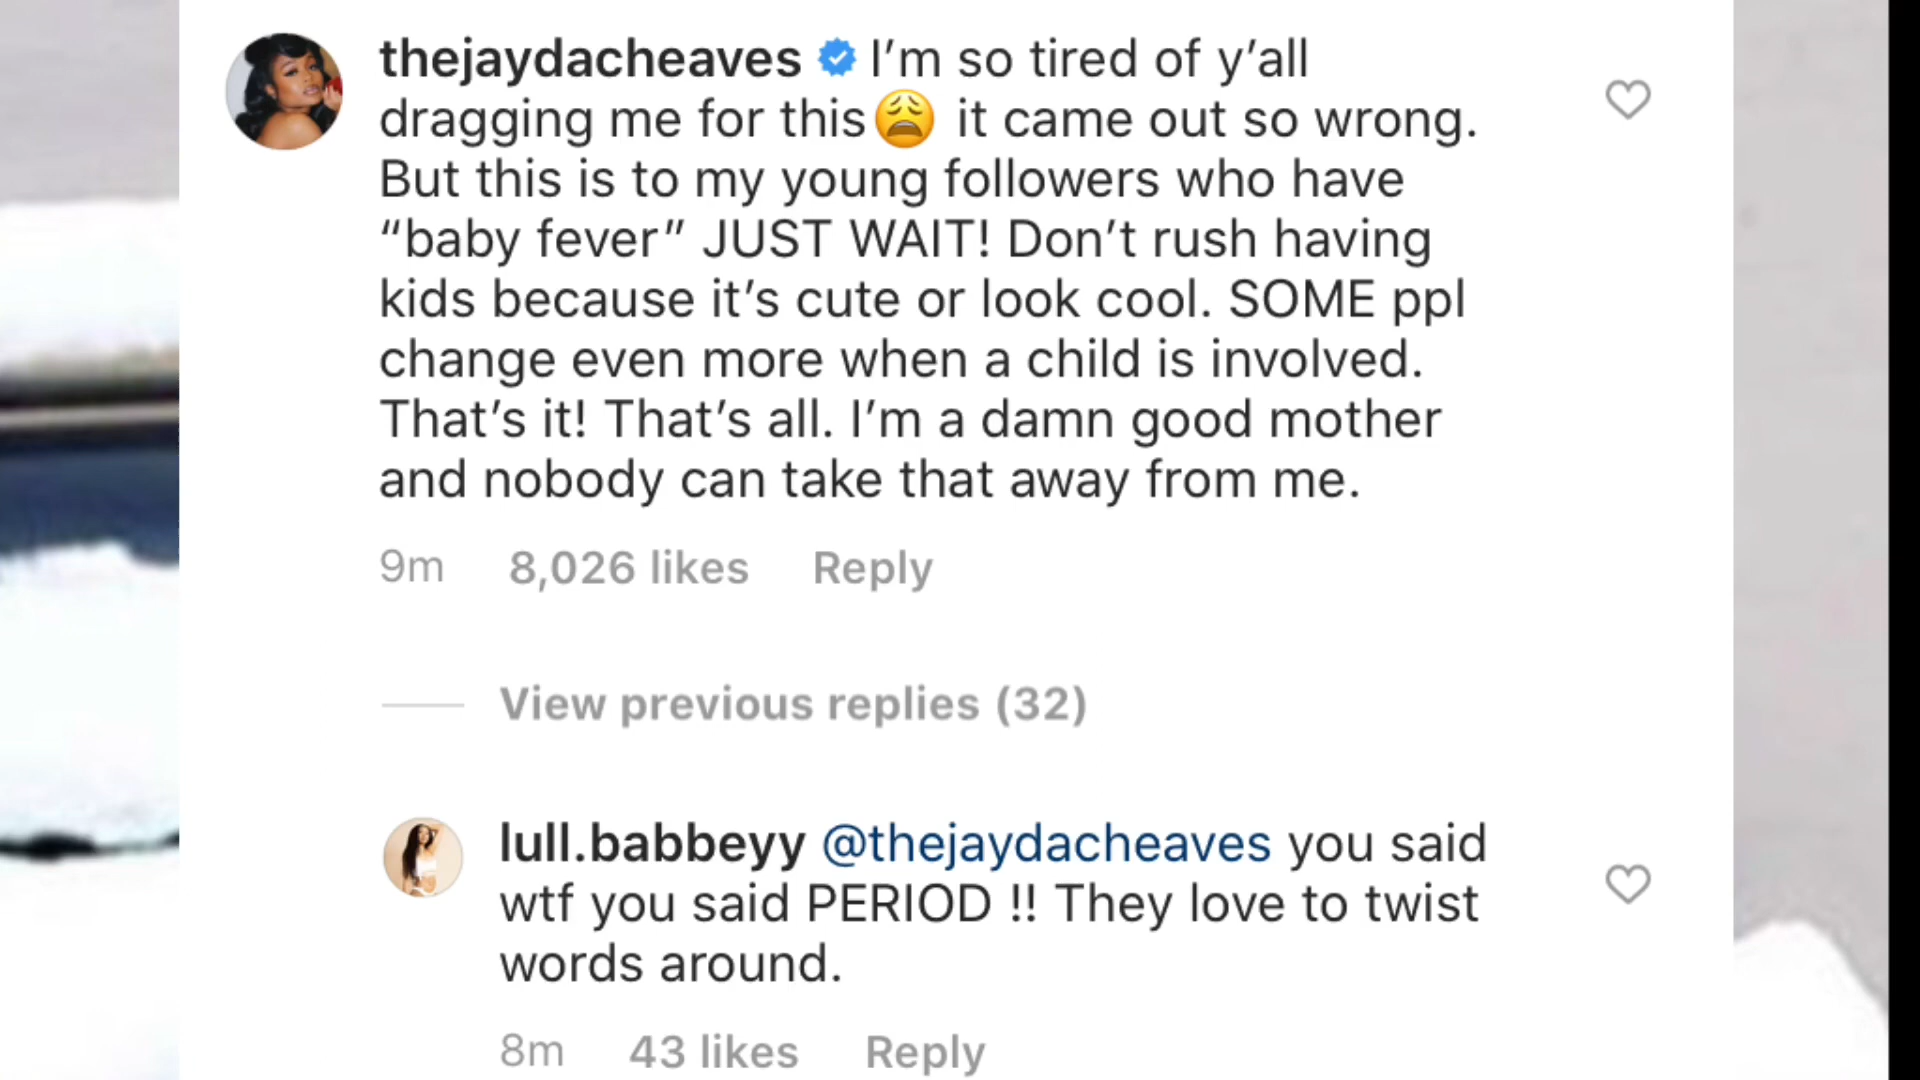 thejaydacheaves I’m so tired of y’all
dragging me for this😩 it came out so wrong.
But this is to my young followers who have
“baby fever” JUST WAIT! Don’t rush having
kids because it’s cute or look cool. SOME ppl
change even more when a child is involved.
That’s it! That’s all. I’m a damn good mother
and nobody can take that away from me.
9m 8,026 likes Reply
View previous replies (32)
lull.babbeyy @thejaydacheaves you said
wtf you said PERIOD !! They love to twist
words around.
8m 43 likes Reply